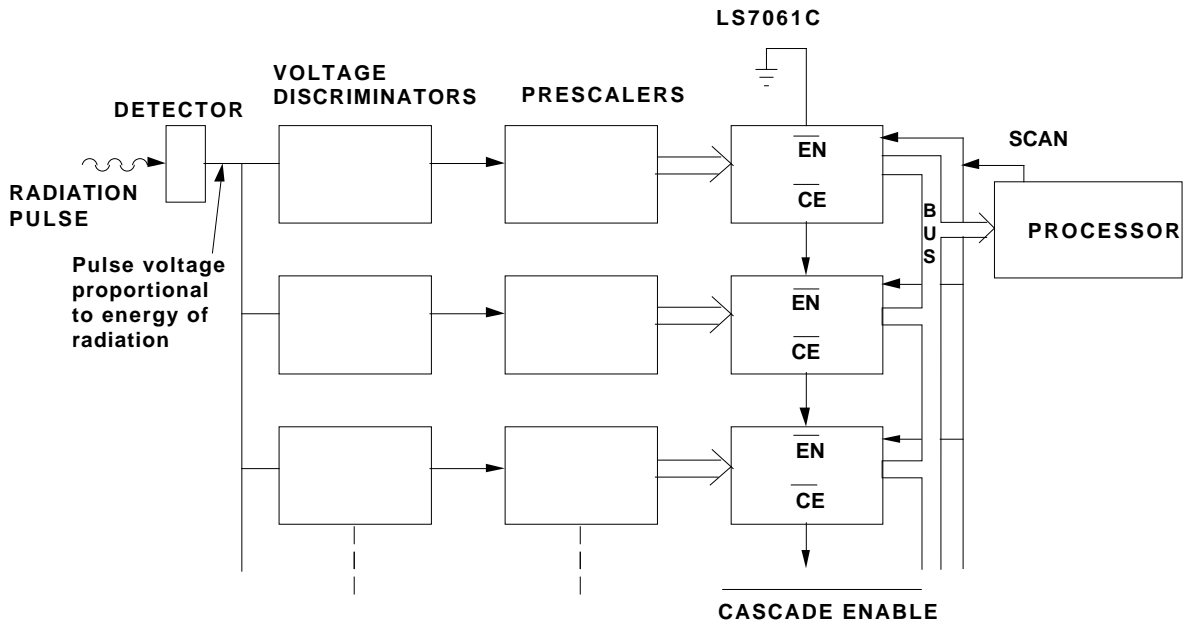 LS7061C
VOLTAGE
DISCRIMINATORS
PRESCALERS
DETECTOR
RADIATION
PULSE
Pulse voltage
proportional
to energy of
radiation
EN
CE
EN
CE
EN
CE
BUS
SCAN
PROCESSOR
CASCADE ENABLE